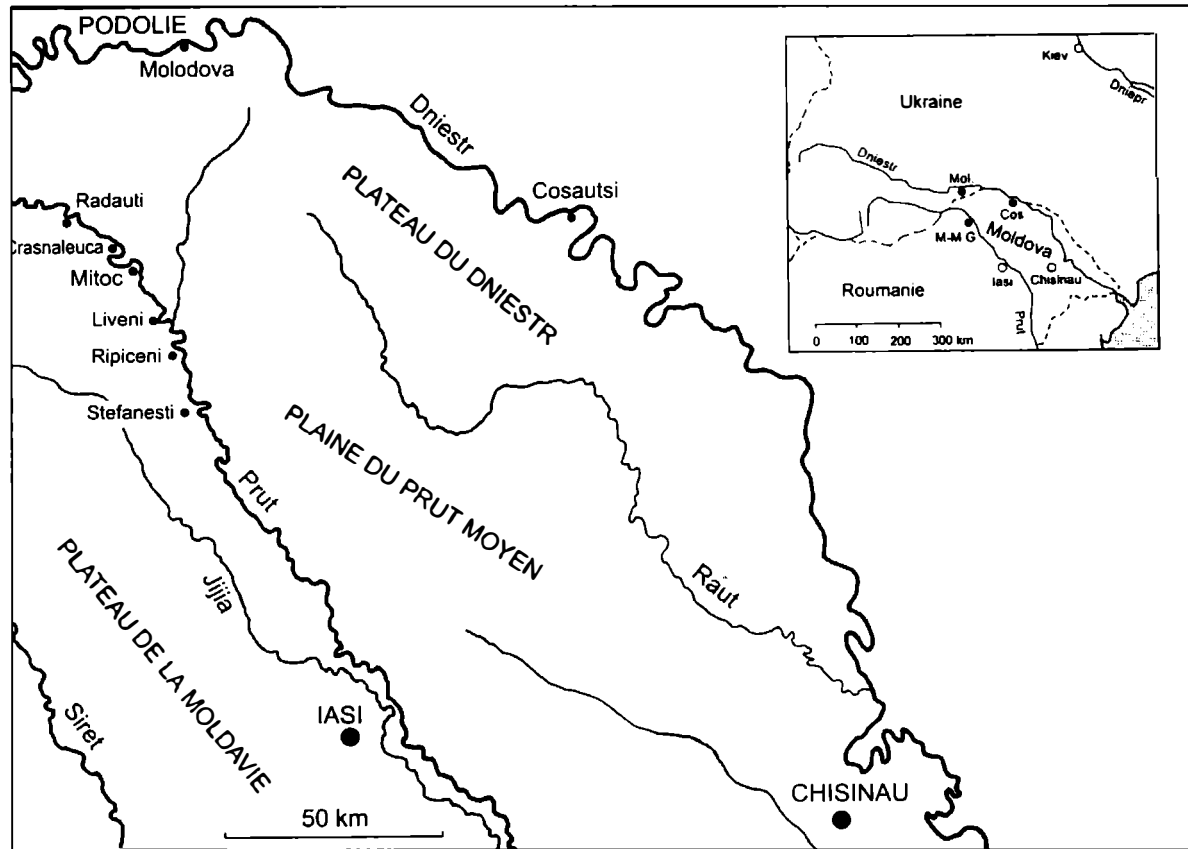 PODOLIE
Molodova
Dniestr
Cosautsi
PLATEAU DU DNIESTR
Radauti
Crasnaleuca
Mitoc
Liveni
Ripiceni
Stefanesti
Prut
PLAINE DU PRUT MOYEN
Raut
Jijia
PLATEAU DE LA MOLDAVIE
Siret
IASI
CHISINAU
50 km
Kiev
Dniepr
Ukraine
Dniestr
Mol.
Cos.
M-M G
Moldova
Iasi
Chisinau
Roumanie
Prut
0 100 200 300 km